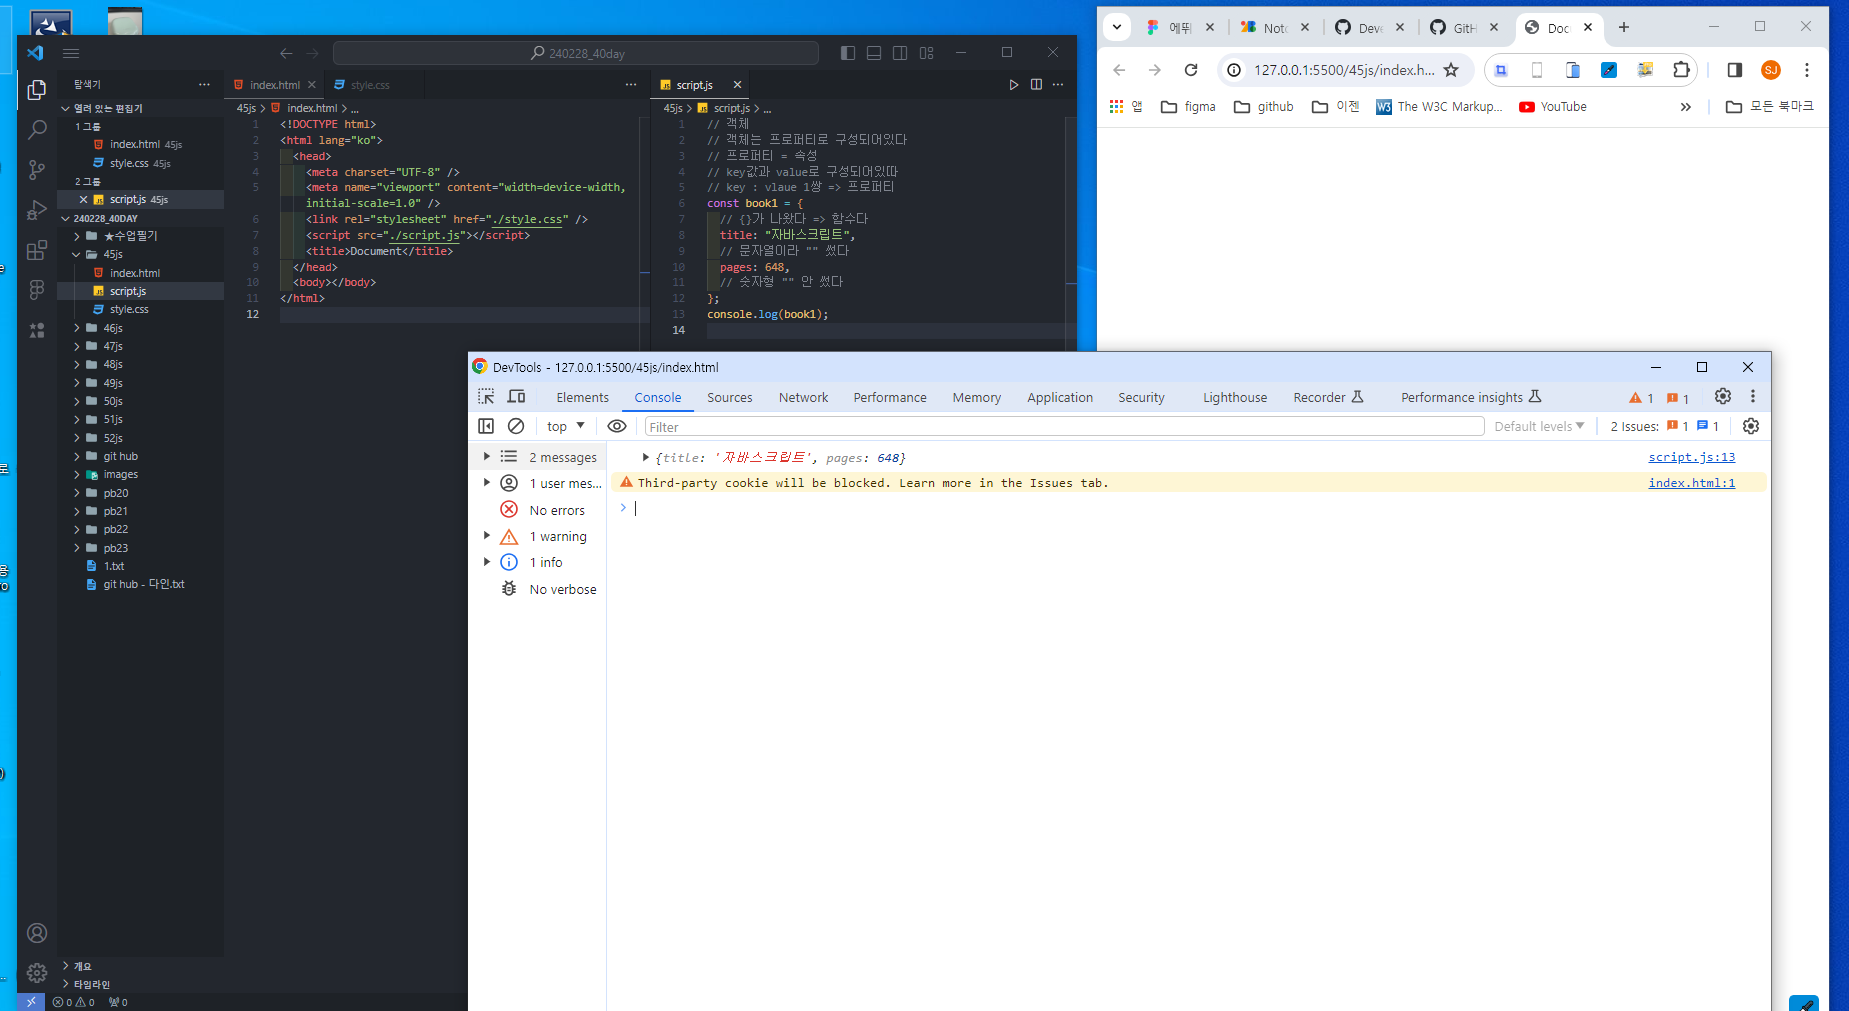 240228_40day
탐색기
열려 있는 편집기
1 그룹
index.html 45js
style.css 45js
2 그룹
script.js 45js
240228_40DAY
★수업필기
45js
index.html
script.js
style.css
46js
47js
48js
49js
50js
51js
52js
git hub
images
pb20
pb21
pb22
pb23
1.txt
git hub - 다인.txt
개요
타임라인
0 0 0
index.html
style.css
45js > index.html > ...
1 <!DOCTYPE html>
2 <html lang="ko">
3 <head>
4 <meta charset="UTF-8" />
5 <meta name="viewport" content="width=device-width,
initial-scale=1.0" />
6 <link rel="stylesheet" href="./style.css" />
7 <script src="./script.js"></script>
8 <title>Document</title>
9 </head>
10 <body></body>
11 </html>
12
script.js
45js > script.js > ...
1 // 객체
2 // 객체는 프로퍼티로 구성되어있다
3 // 프로퍼티 = 속성
4 // key값과 value로 구성되어있따
5 // key : vlaue 1쌍 => 프로퍼티
6 const book1 = {
7 // {}가 나왔다 => 함수다
8 title: "자바스크립트",
9 // 문자열이라 "" 썼다
10 pages: 648,
11 // 숫자형 "" 안 썼다
12 };
13 console.log(book1);
14
에뛰
Note
Deve
GitH
Doc
127.0.0.1:5500/45js/index.h...
SJ
앱
figma
github
이젠
W3
The W3C Markup...
YouTube
모든 북마크
DevTools - 127.0.0.1:5500/45js/index.html
Elements Console Sources Network Performance Memory Application Security Lighthouse Recorder Performance insights 1 1
top Filter Default levels 2 Issues: 1 1
2 messages
1 user mes...
No errors
1 warning
1 info
No verbose
{title: '자바스크립트', pages: 648} script.js:13
Third-party cookie will be blocked. Learn more in the Issues tab. index.html:1